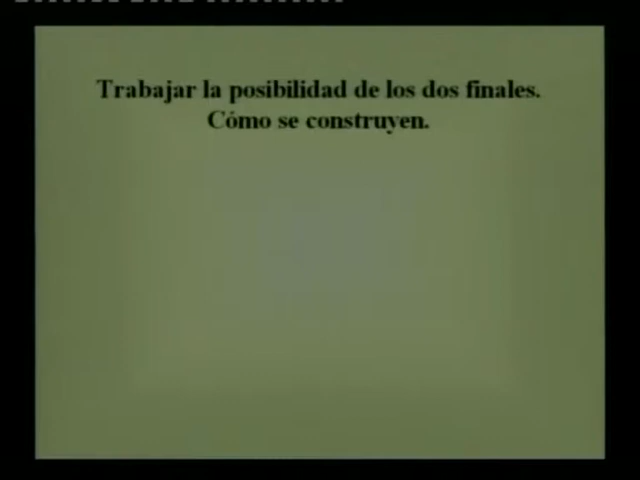 Trabajar la posibilidad de los dos finales.
Cómo se construyen.